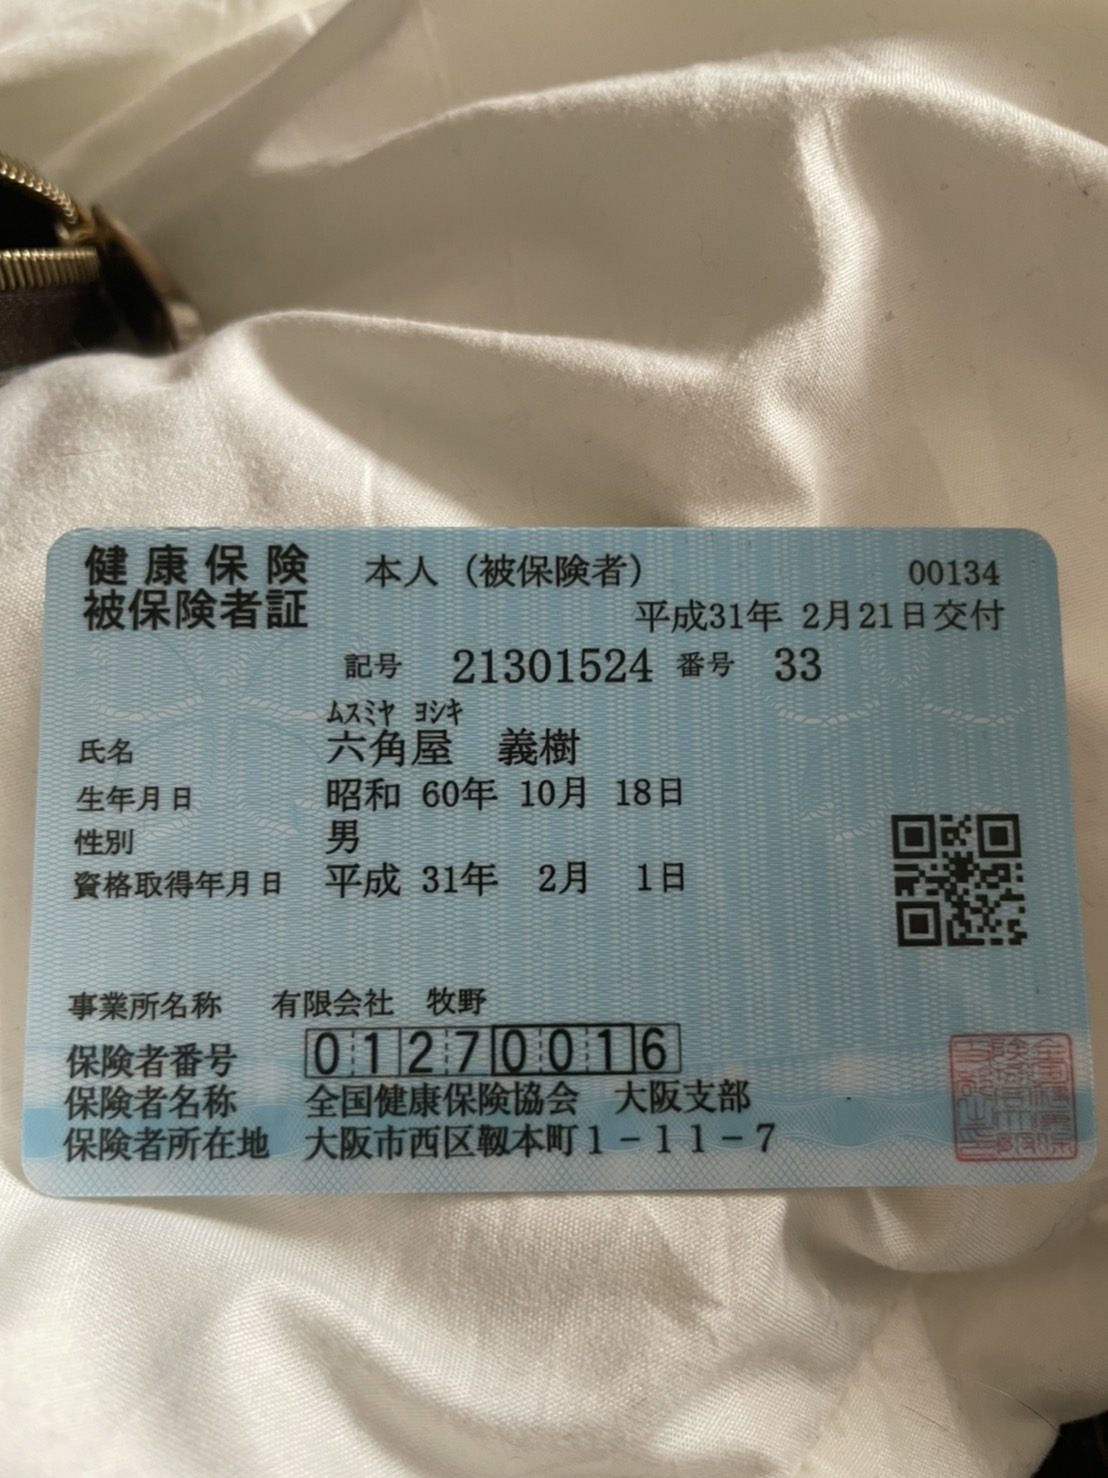 健康保険
被保険者証
本人（被保険者）
00134
平成31年 2月21日交付
記号 21301524 番号 33
ﾑｽﾐﾔ ﾖｼｷ
氏名 六角屋 義樹
生年月日 昭和 60年 10月 18日
性別 男
資格取得年月日 平成 31年 2月 1日
事業所名称 有限会社 牧野
保険者番号 01270016
保険者名称 全国健康保険協会 大阪支部
保険者所在地 大阪市西区靱本町1－11－7